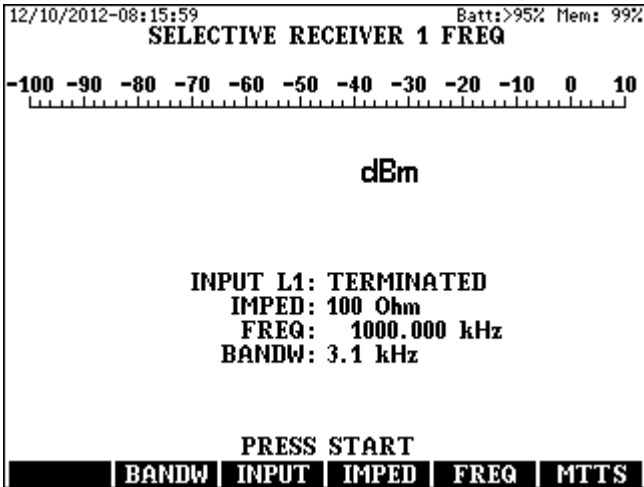 12/10/2012-08:15:59 Batt:>95% Mem: 99%
SELECTIVE RECEIVER 1 FREQ
-100 -90 -80 -70 -60 -50 -40 -30 -20 -10 0 10
dBm
INPUT L1: TERMINATED
IMPED: 100 Ohm
FREQ: 1000.000 kHz
BANDW: 3.1 kHz
PRESS START
BANDW INPUT IMPED FREQ MTTS